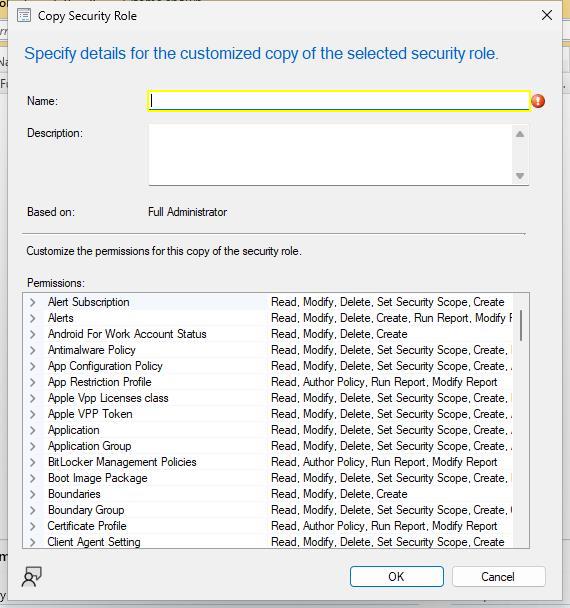 Copy Security Role
Specify details for the customized copy of the selected security role.
Name:
Description:
Based on: Full Administrator
Customize the permissions for this copy of the security role.
Permissions:
Alert Subscription Read, Modify, Delete, Set Security Scope, Create
Alerts Read, Modify, Delete, Create, Run Report, Modify
Android For Work Account Status Read, Modify, Delete, Create
Antimalware Policy Read, Modify, Delete, Set Security Scope, Create,
App Configuration Policy Read, Modify, Delete, Set Security Scope, Create,
App Restriction Profile Read, Author Policy, Run Report, Modify Report
Apple Vpp Licenses class Read, Modify, Delete, Set Security Scope, Create,
Apple VPP Token Read, Modify, Delete, Set Security Scope, Create,
Application Read, Modify, Delete, Set Security Scope, Create,
Application Group Read, Modify, Delete, Set Security Scope, Create,
BitLocker Management Policies Read, Author Policy, Run Report, Modify Report
Boot Image Package Read, Modify, Delete, Set Security Scope, Create,
Boundaries Read, Modify, Delete, Create
Boundary Group Read, Modify, Delete, Set Security Scope, Create,
Certificate Profile Read, Author Policy, Run Report, Modify Report
Client Agent Setting Read, Modify, Delete, Set Security Scope, Create
OK Cancel